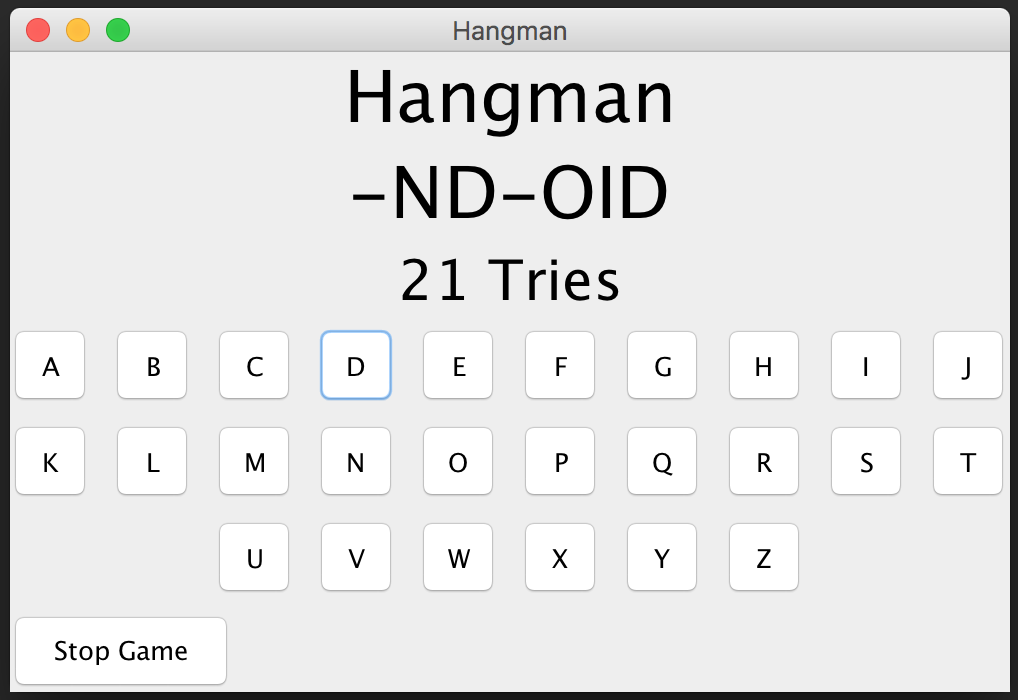 Hangman
Hangman
-ND-OID
21 Tries
A B C D E F G H I J
K L M N O P Q R S T
U V W X Y Z
Stop Game